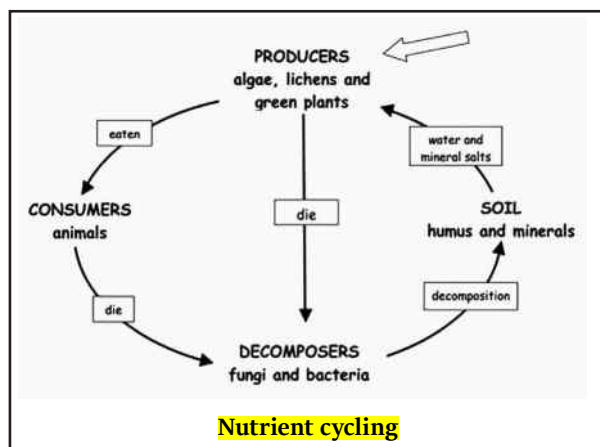 PRODUCERS
algae, lichens and
green plants
eaten
water and
mineral salts
CONSUMERS
animals
die
SOIL
humus and minerals
die
decomposition
DECOMPOSERS
fungi and bacteria
Nutrient cycling